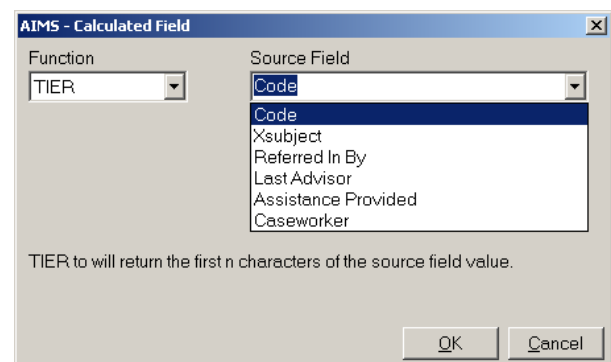 AIMS - Calculated Field
Function Source Field
TIER Code
Code
Xsubject
Referred In By
Last Advisor
Assistance Provided
Caseworker
TIER to will return the first n characters of the source field value.
OK Cancel